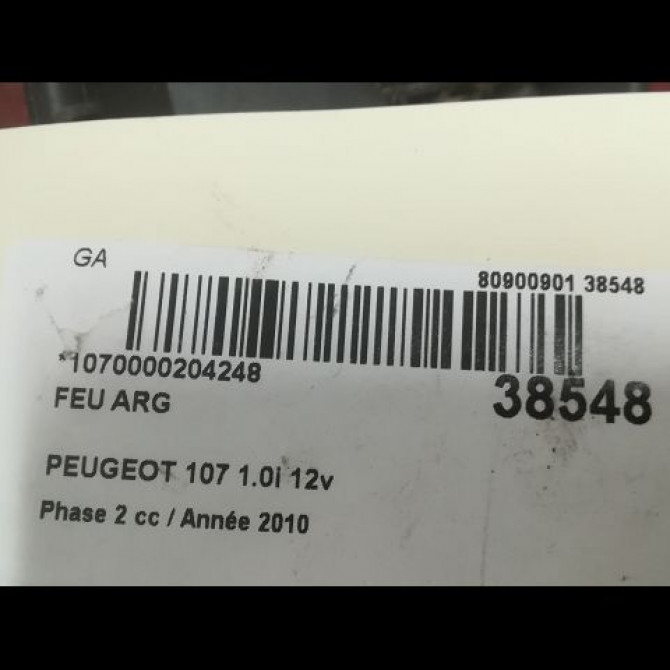 GA
80900901 38548
*1070000204248
38548
FEU ARG
PEUGEOT 107 1.0i 12v
Phase 2 cc / Année 2010